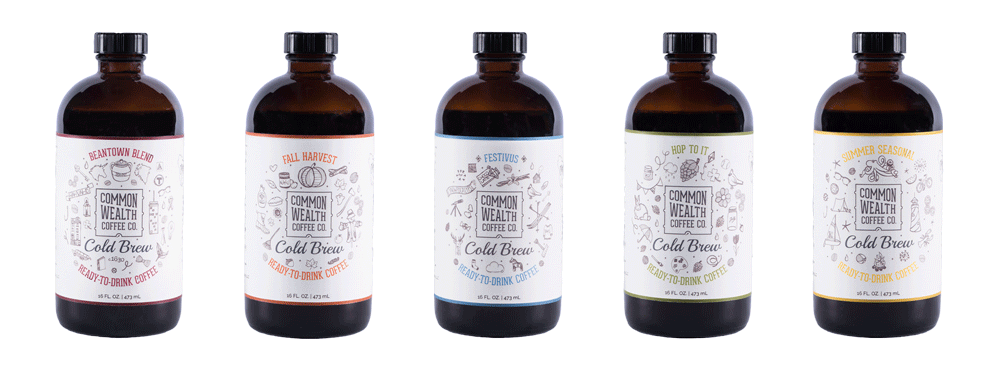 BEANTOWN BLEND
COMMON
WEALTH
COFFEE CO.
Cold Brew
c.1630
READY-TO-DRINK COFFEE
16 FL. OZ. | 473 mL
FALL HARVEST
COMMON
WEALTH
COFFEE CO.
Cold Brew
READY-TO-DRINK COFFEE
16 FL. OZ. | 473 mL
FESTIVUS
COMMON
WEALTH
COFFEE CO.
Cold Brew
READY-TO-DRINK COFFEE
16 FL. OZ. | 473 mL
HOP TO IT
COMMON
WEALTH
COFFEE CO.
Cold Brew
READY-TO-DRINK COFFEE
16 FL. OZ. | 473 mL
SUMMER SEASONAL
COMMON
WEALTH
COFFEE CO.
Cold Brew
READY-TO-DRINK COFFEE
16 FL. OZ. | 473 mL